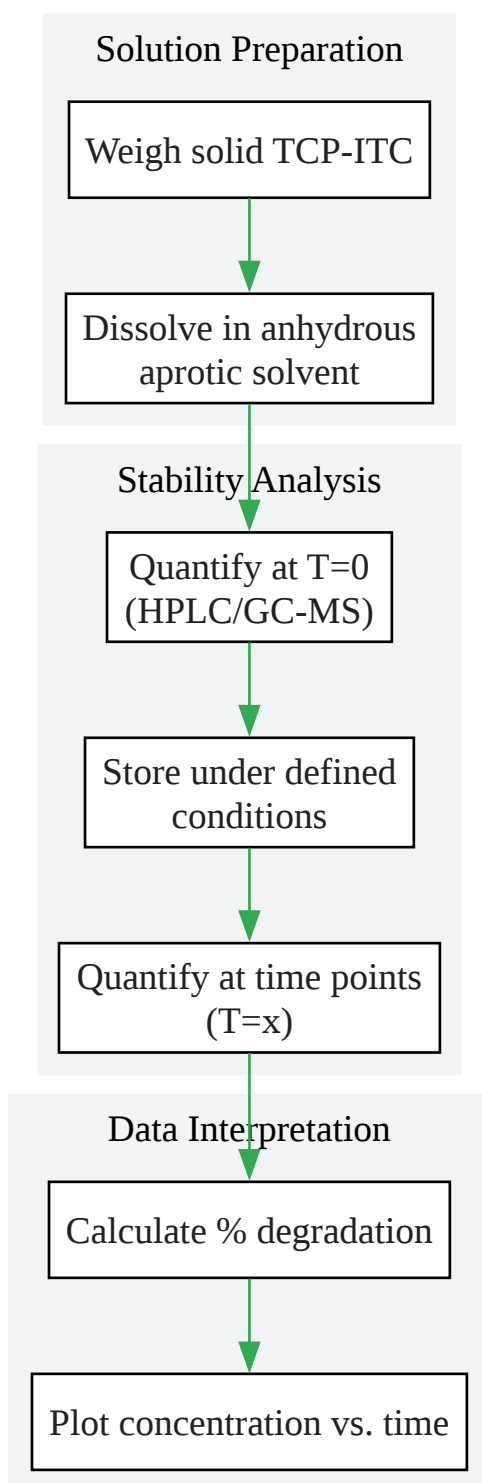 Solution Preparation
Weigh solid TCP-ITC
Dissolve in anhydrous
aprotic solvent
Stability Analysis
Quantify at T=0
(HPLC/GC-MS)
Store under defined
conditions
Quantify at time points
(T=x)
Data Interpretation
Calculate % degradation
Plot concentration vs. time